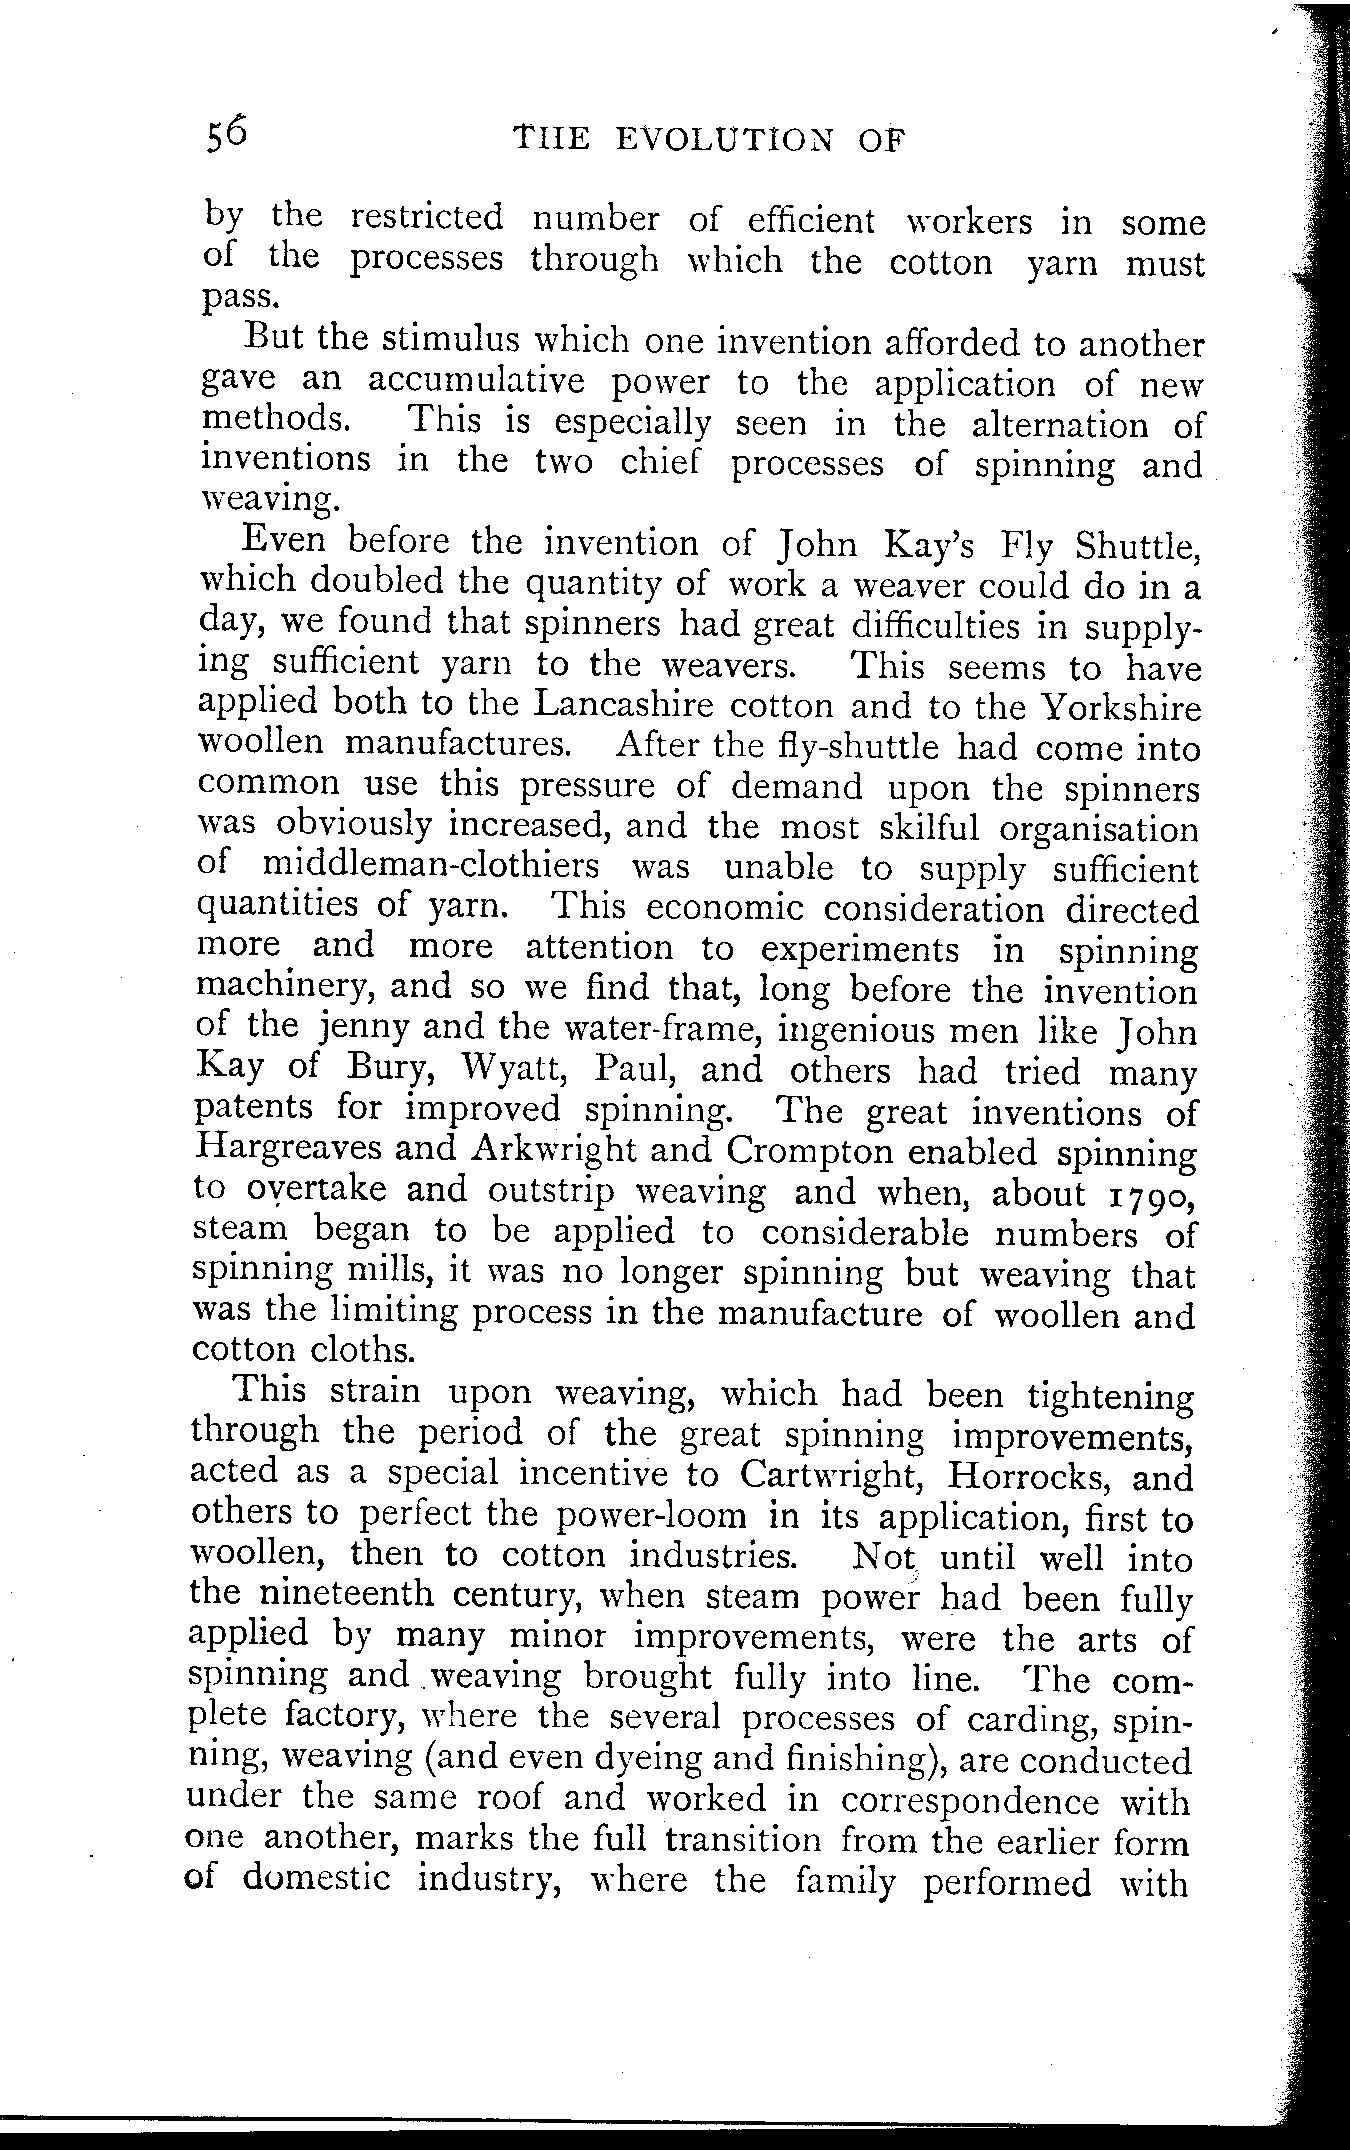 56 THE EVOLUTION OF
by the restricted number of efficient workers in some
of the processes through which the cotton yarn must
pass.
But the stimulus which one invention afforded to another
gave an accumulative power to the application of new
methods. This is especially seen in the alternation of
inventions in the two chief processes of spinning and
weaving.
Even before the invention of John Kay's Fly Shuttle,
which doubled the quantity of work a weaver could do in a
day, we found that spinners had great difficulties in supply-
ing sufficient yarn to the weavers. This seems to have
applied both to the Lancashire cotton and to the Yorkshire
woollen manufactures. After the fly-shuttle had come into
common use this pressure of demand upon the spinners
was obviously increased, and the most skilful organisation
of middleman-clothiers was unable to supply sufficient
quantities of yarn. This economic consideration directed
more and more attention to experiments in spinning
machinery, and so we find that, long before the invention
of the jenny and the water-frame, ingenious men like John
Kay of Bury, Wyatt, Paul, and others had tried many
patents for improved spinning. The great inventions of
Hargreaves and Arkwright and Crompton enabled spinning
to overtake and outstrip weaving and when, about 1790,
steam began to be applied to considerable numbers of
spinning mills, it was no longer spinning but weaving that
was the limiting process in the manufacture of woollen and
cotton cloths.
This strain upon weaving, which had been tightening
through the period of the great spinning improvements,
acted as a special incentive to Cartwright, Horrocks, and
others to perfect the power-loom in its application, first to
woollen, then to cotton industries. Not until well into
the nineteenth century, when steam power had been fully
applied by many minor improvements, were the arts of
spinning and weaving brought fully into line. The com-
plete factory, where the several processes of carding, spin-
ning, weaving (and even dyeing and finishing), are conducted
under the same roof and worked in correspondence with
one another, marks the full transition from the earlier form
of domestic industry, where the family performed with